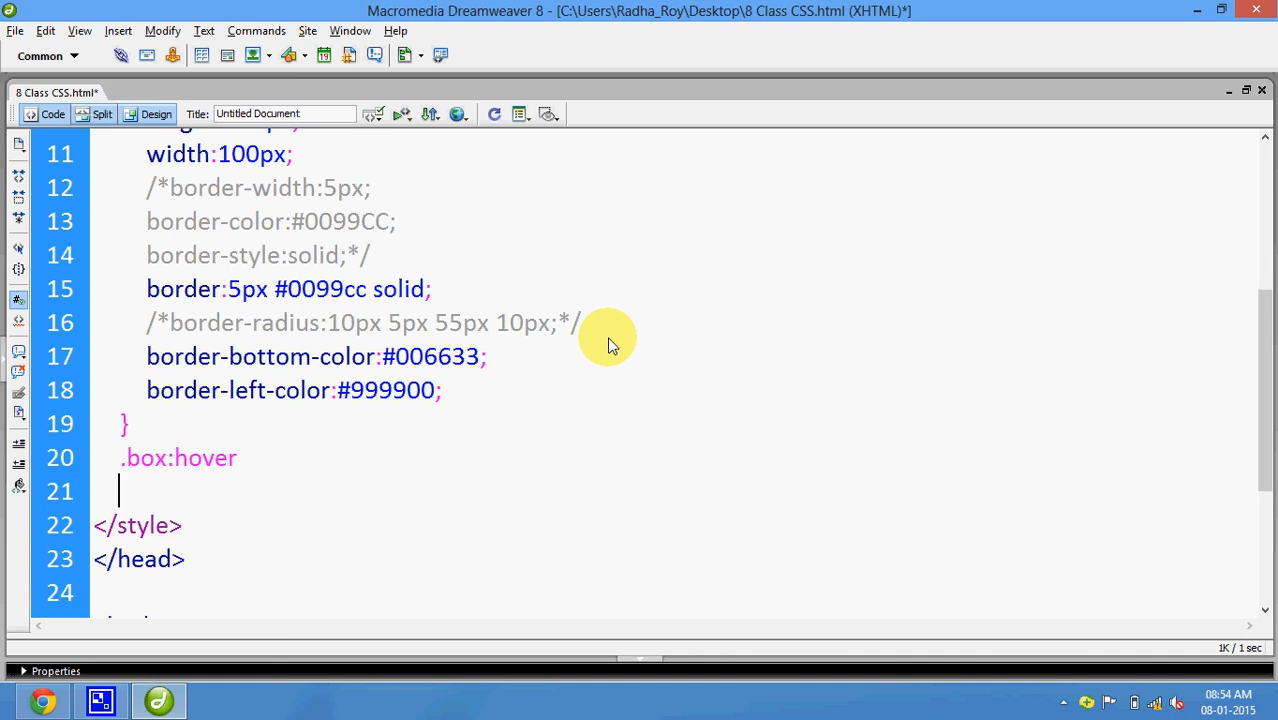 Macromedia Dreamweaver 8 - [C:\Users\Radha_Roy\Desktop\8 Class CSS.html (XHTML)*]
File Edit View Insert Modify Text Commands Site Window Help
Common
8 Class CSS.html*
Code Split Design Title: Untitled Document
11 width:100px;
12 /*border-width:5px;
13 border-color:#0099CC;
14 border-style:solid;*/
15 border:5px #0099cc solid;
16 /*border-radius:10px 5px 55px 10px;*/
17 border-bottom-color:#006633;
18 border-left-color:#999900;
19 }
20 .box:hover
21
22 </style>
23 </head>
24
1K / 1 sec
Properties
08:54 AM
08-01-2015